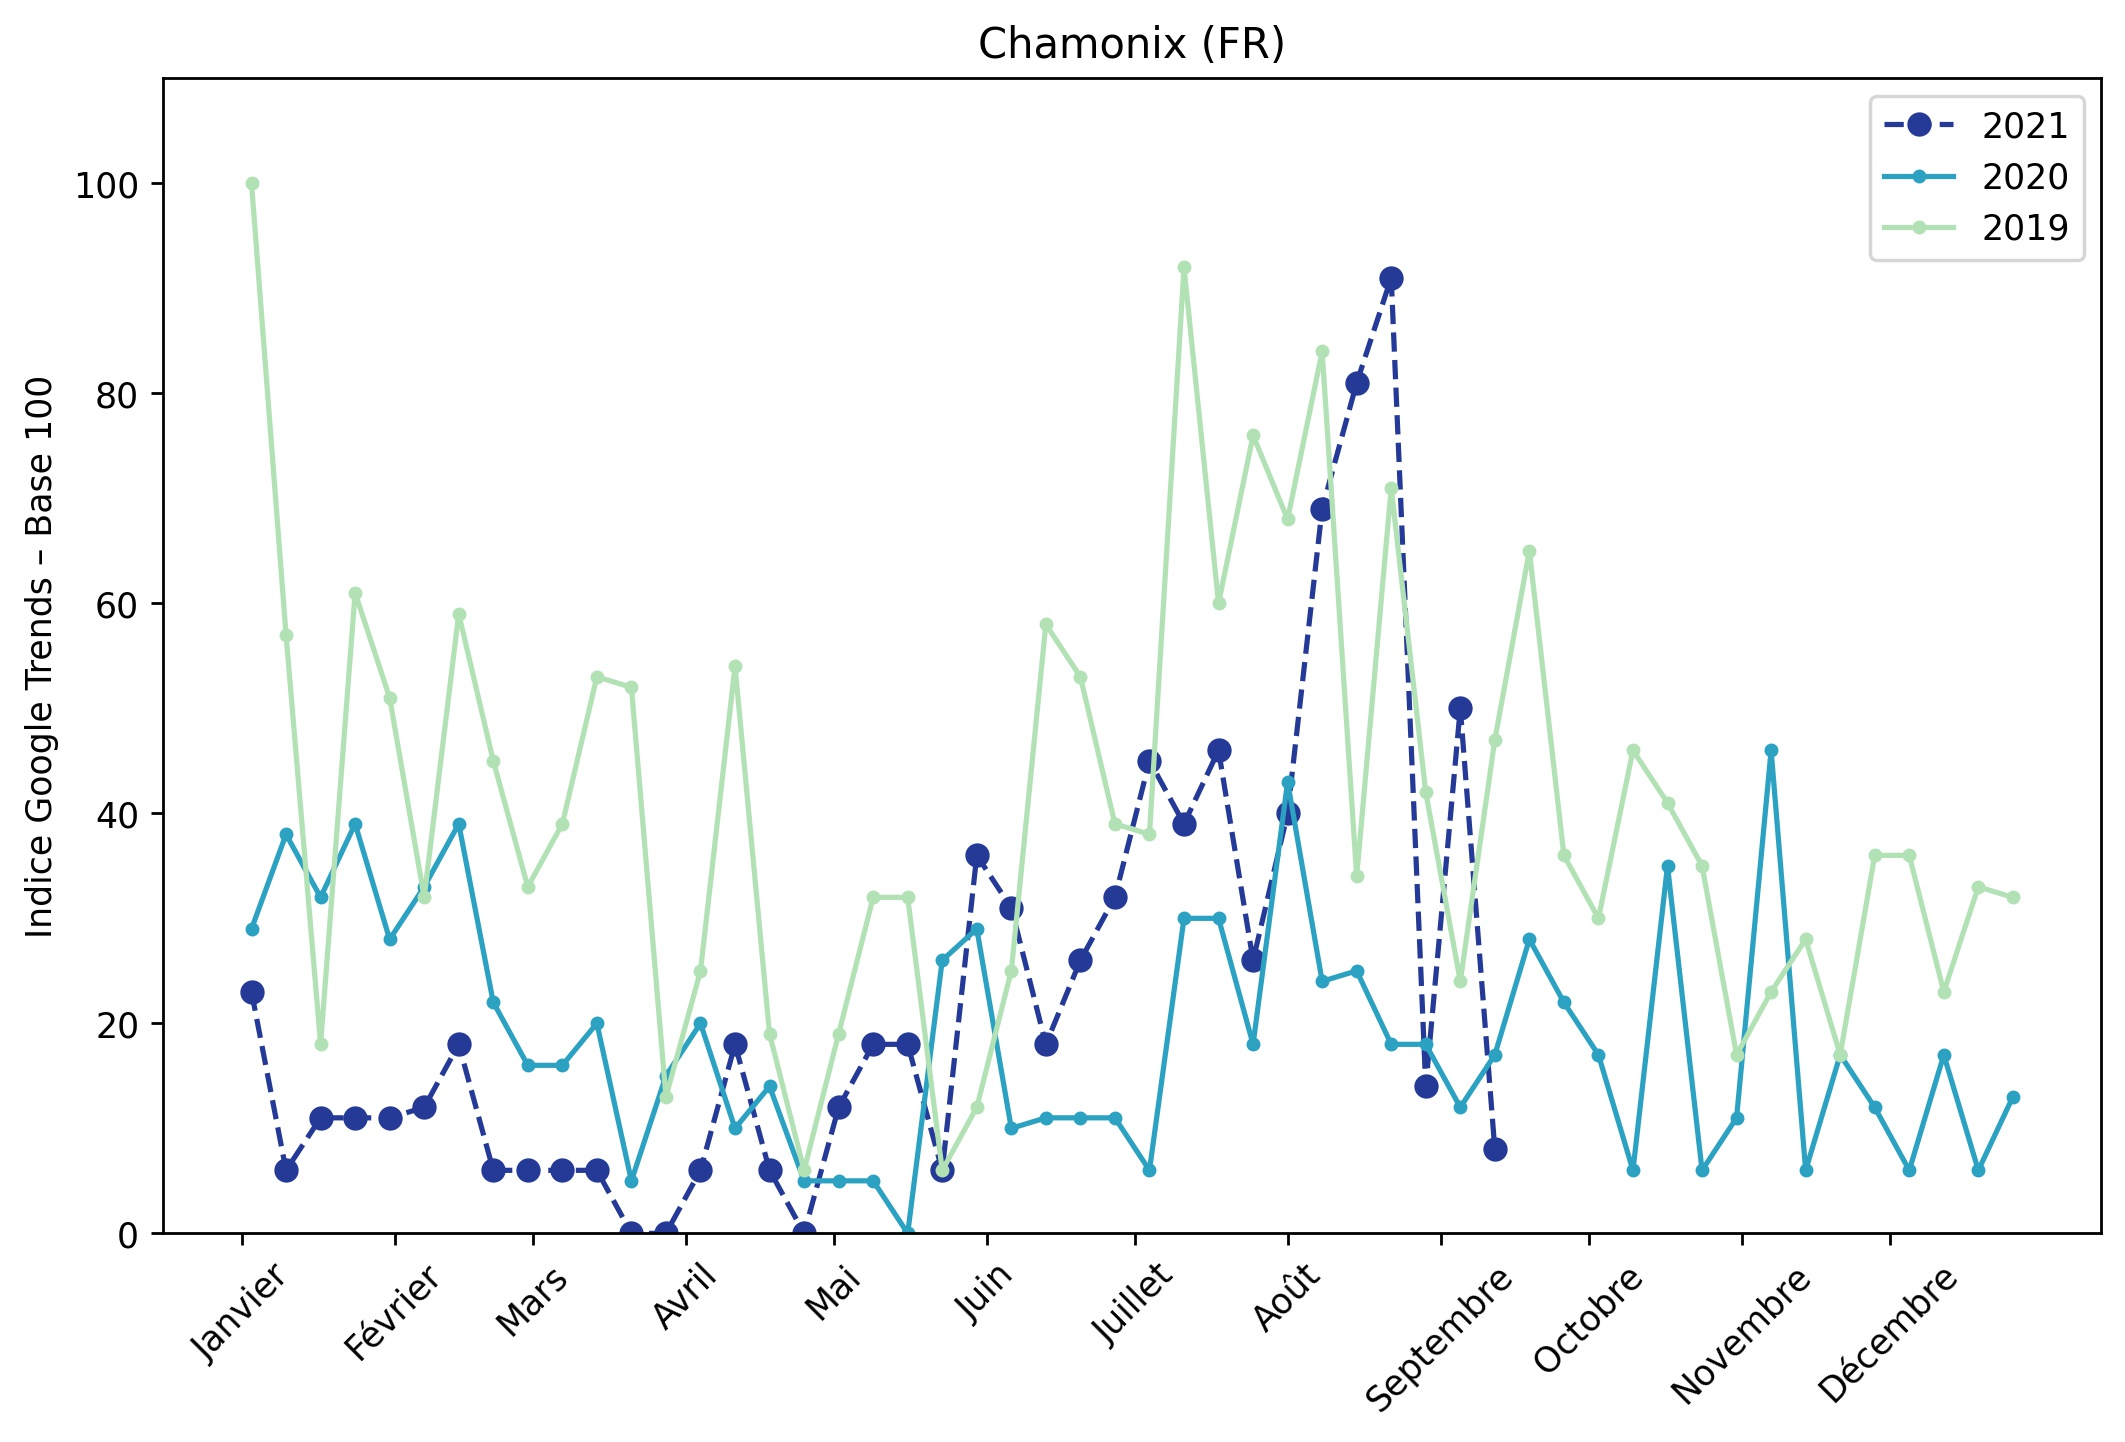 Chamonix (FR)
2021
2020
2019
Indice Google Trends – Base 100
100
80
60
40
20
0
Janvier
Février
Mars
Avril
Mai
Juin
Juillet
Août
Septembre
Octobre
Novembre
Décembre